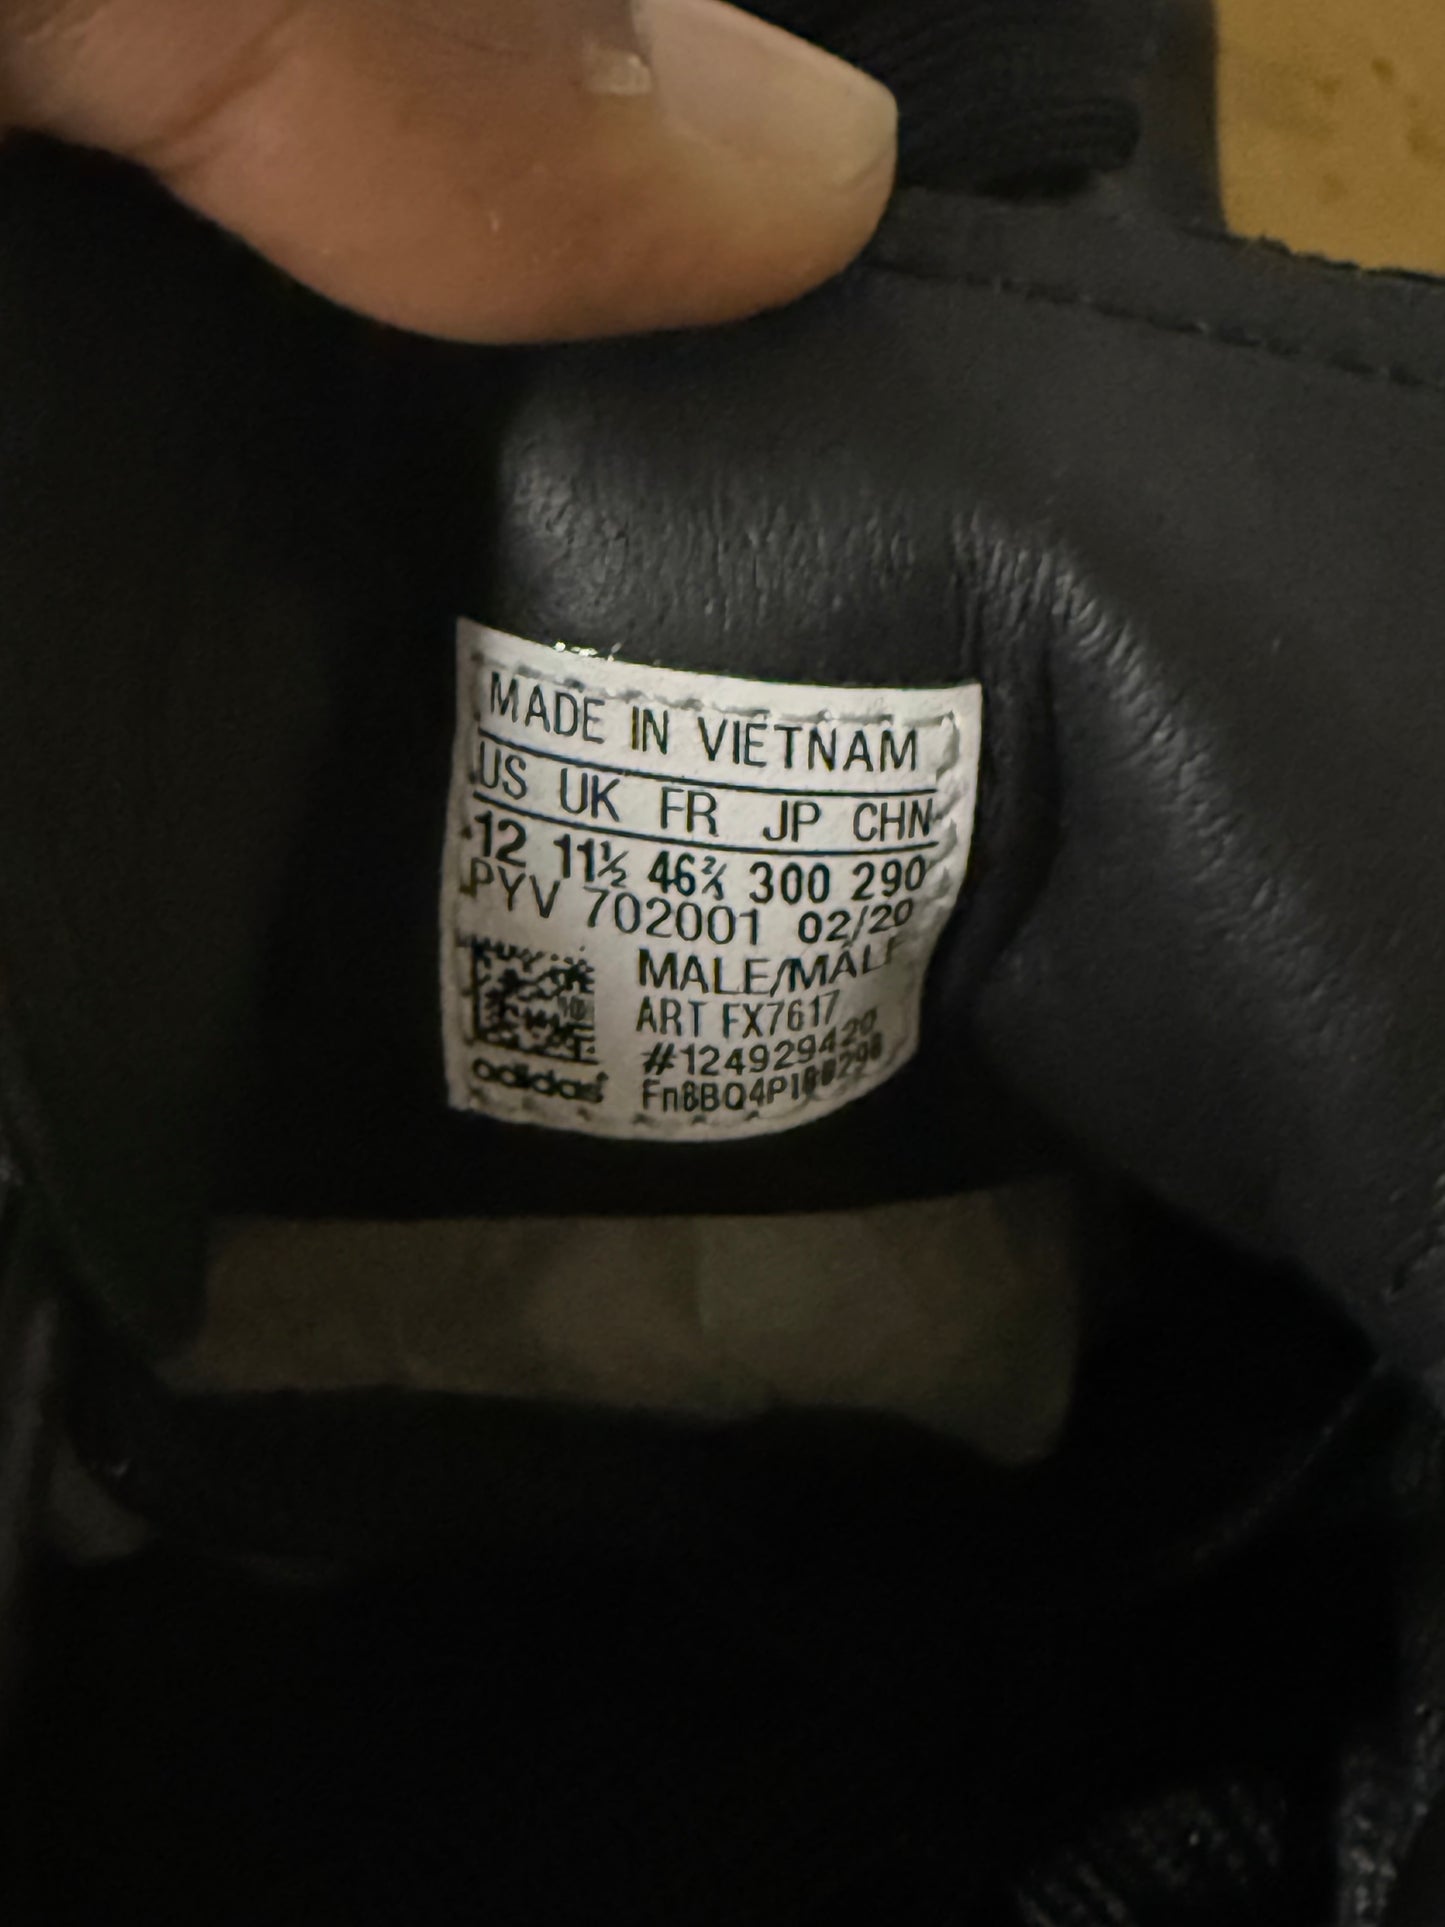 MADE IN VIETNAM
US UK FR JP CHN
12 11½ 46⅔ 300 290
PYV 702001 02/20
MALE/MÂLE
ART FX7617
#124929420
adidas